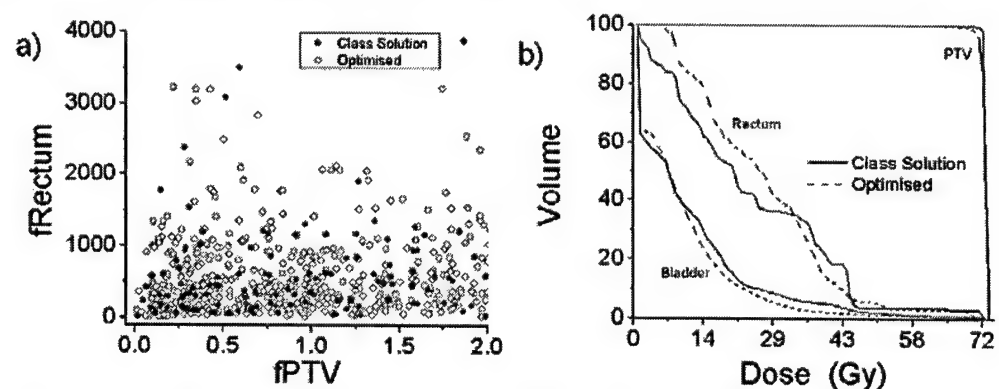 a)
4000
3000
2000
1000
0
fRectum
Class Solution
Optimised
0.0 0.5 1.0 1.5 2.0
fPTV
b)
100
80
60
40
20
0
Volume
PTV
Rectum
Class Solution
Optimised
Bladder
0 14 29 43 58 72
Dose (Gy)